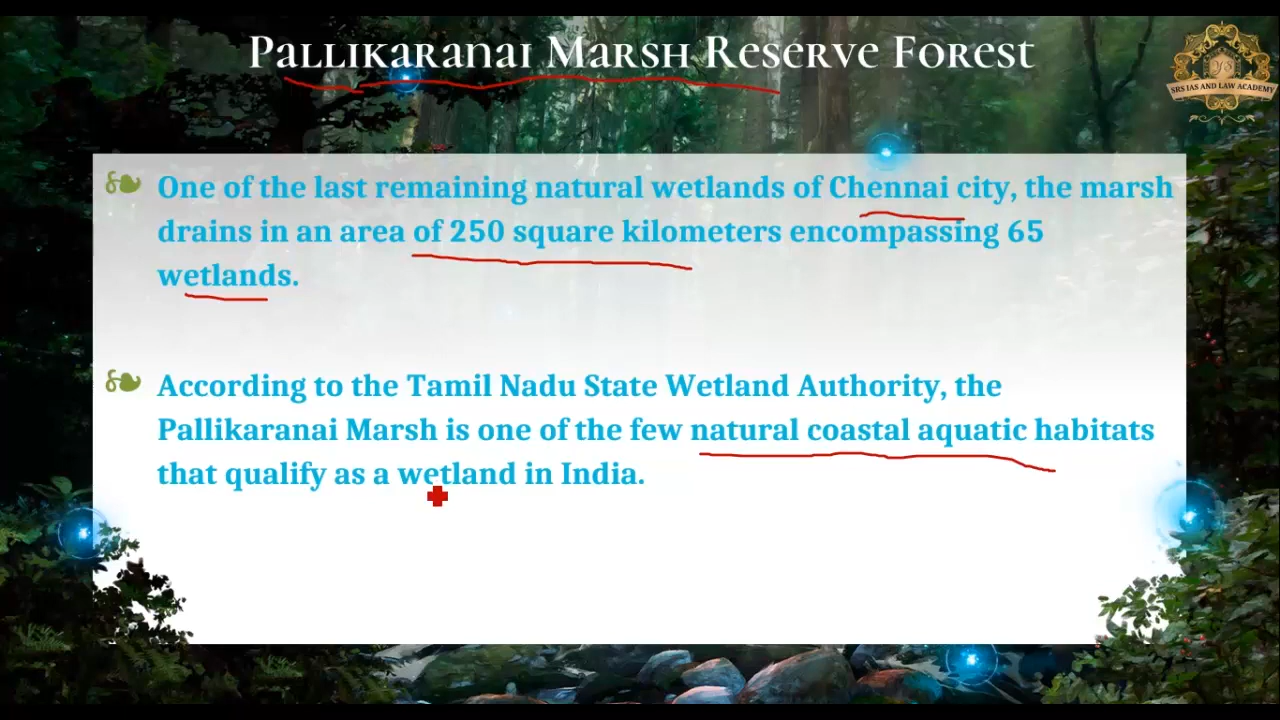 Pallikaranai Marsh Reserve Forest
SRS IAS AND LAW ACADEMY
One of the last remaining natural wetlands of Chennai city, the marsh
drains in an area of 250 square kilometers encompassing 65
wetlands.
According to the Tamil Nadu State Wetland Authority, the
Pallikaranai Marsh is one of the few natural coastal aquatic habitats
that qualify as a wetland in India.